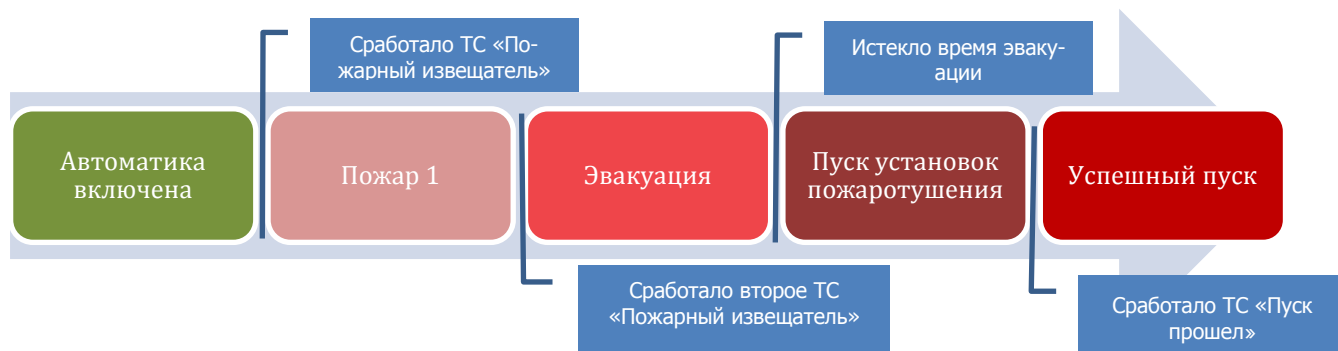 Сработало ТС «По-
жарный извещатель»
Истекло время эваку-
ации
Автоматика
включена
Пожар 1
Эвакуация
Пуск установок
пожаротушения
Успешный пуск
Сработало второе ТС
«Пожарный извещатель»
Сработало ТС «Пуск
прошел»